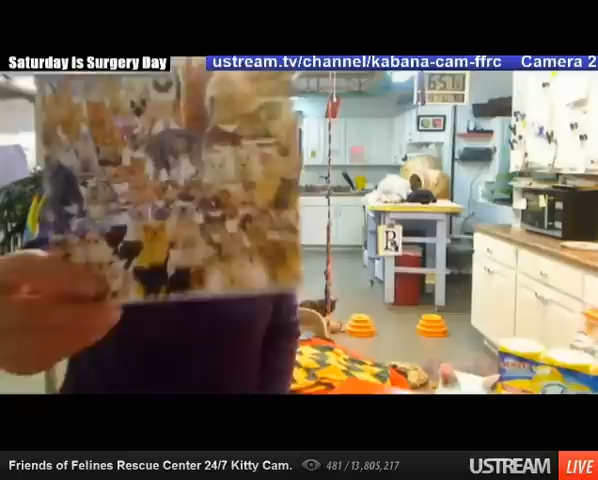 Saturday Is Surgery Day
ustream.tv/channel/kabana-cam-ffrc Camera 2
R
Friends of Felines Rescue Center 24/7 Kitty Cam.
481 / 13,805,217
USTREAM
LIVE